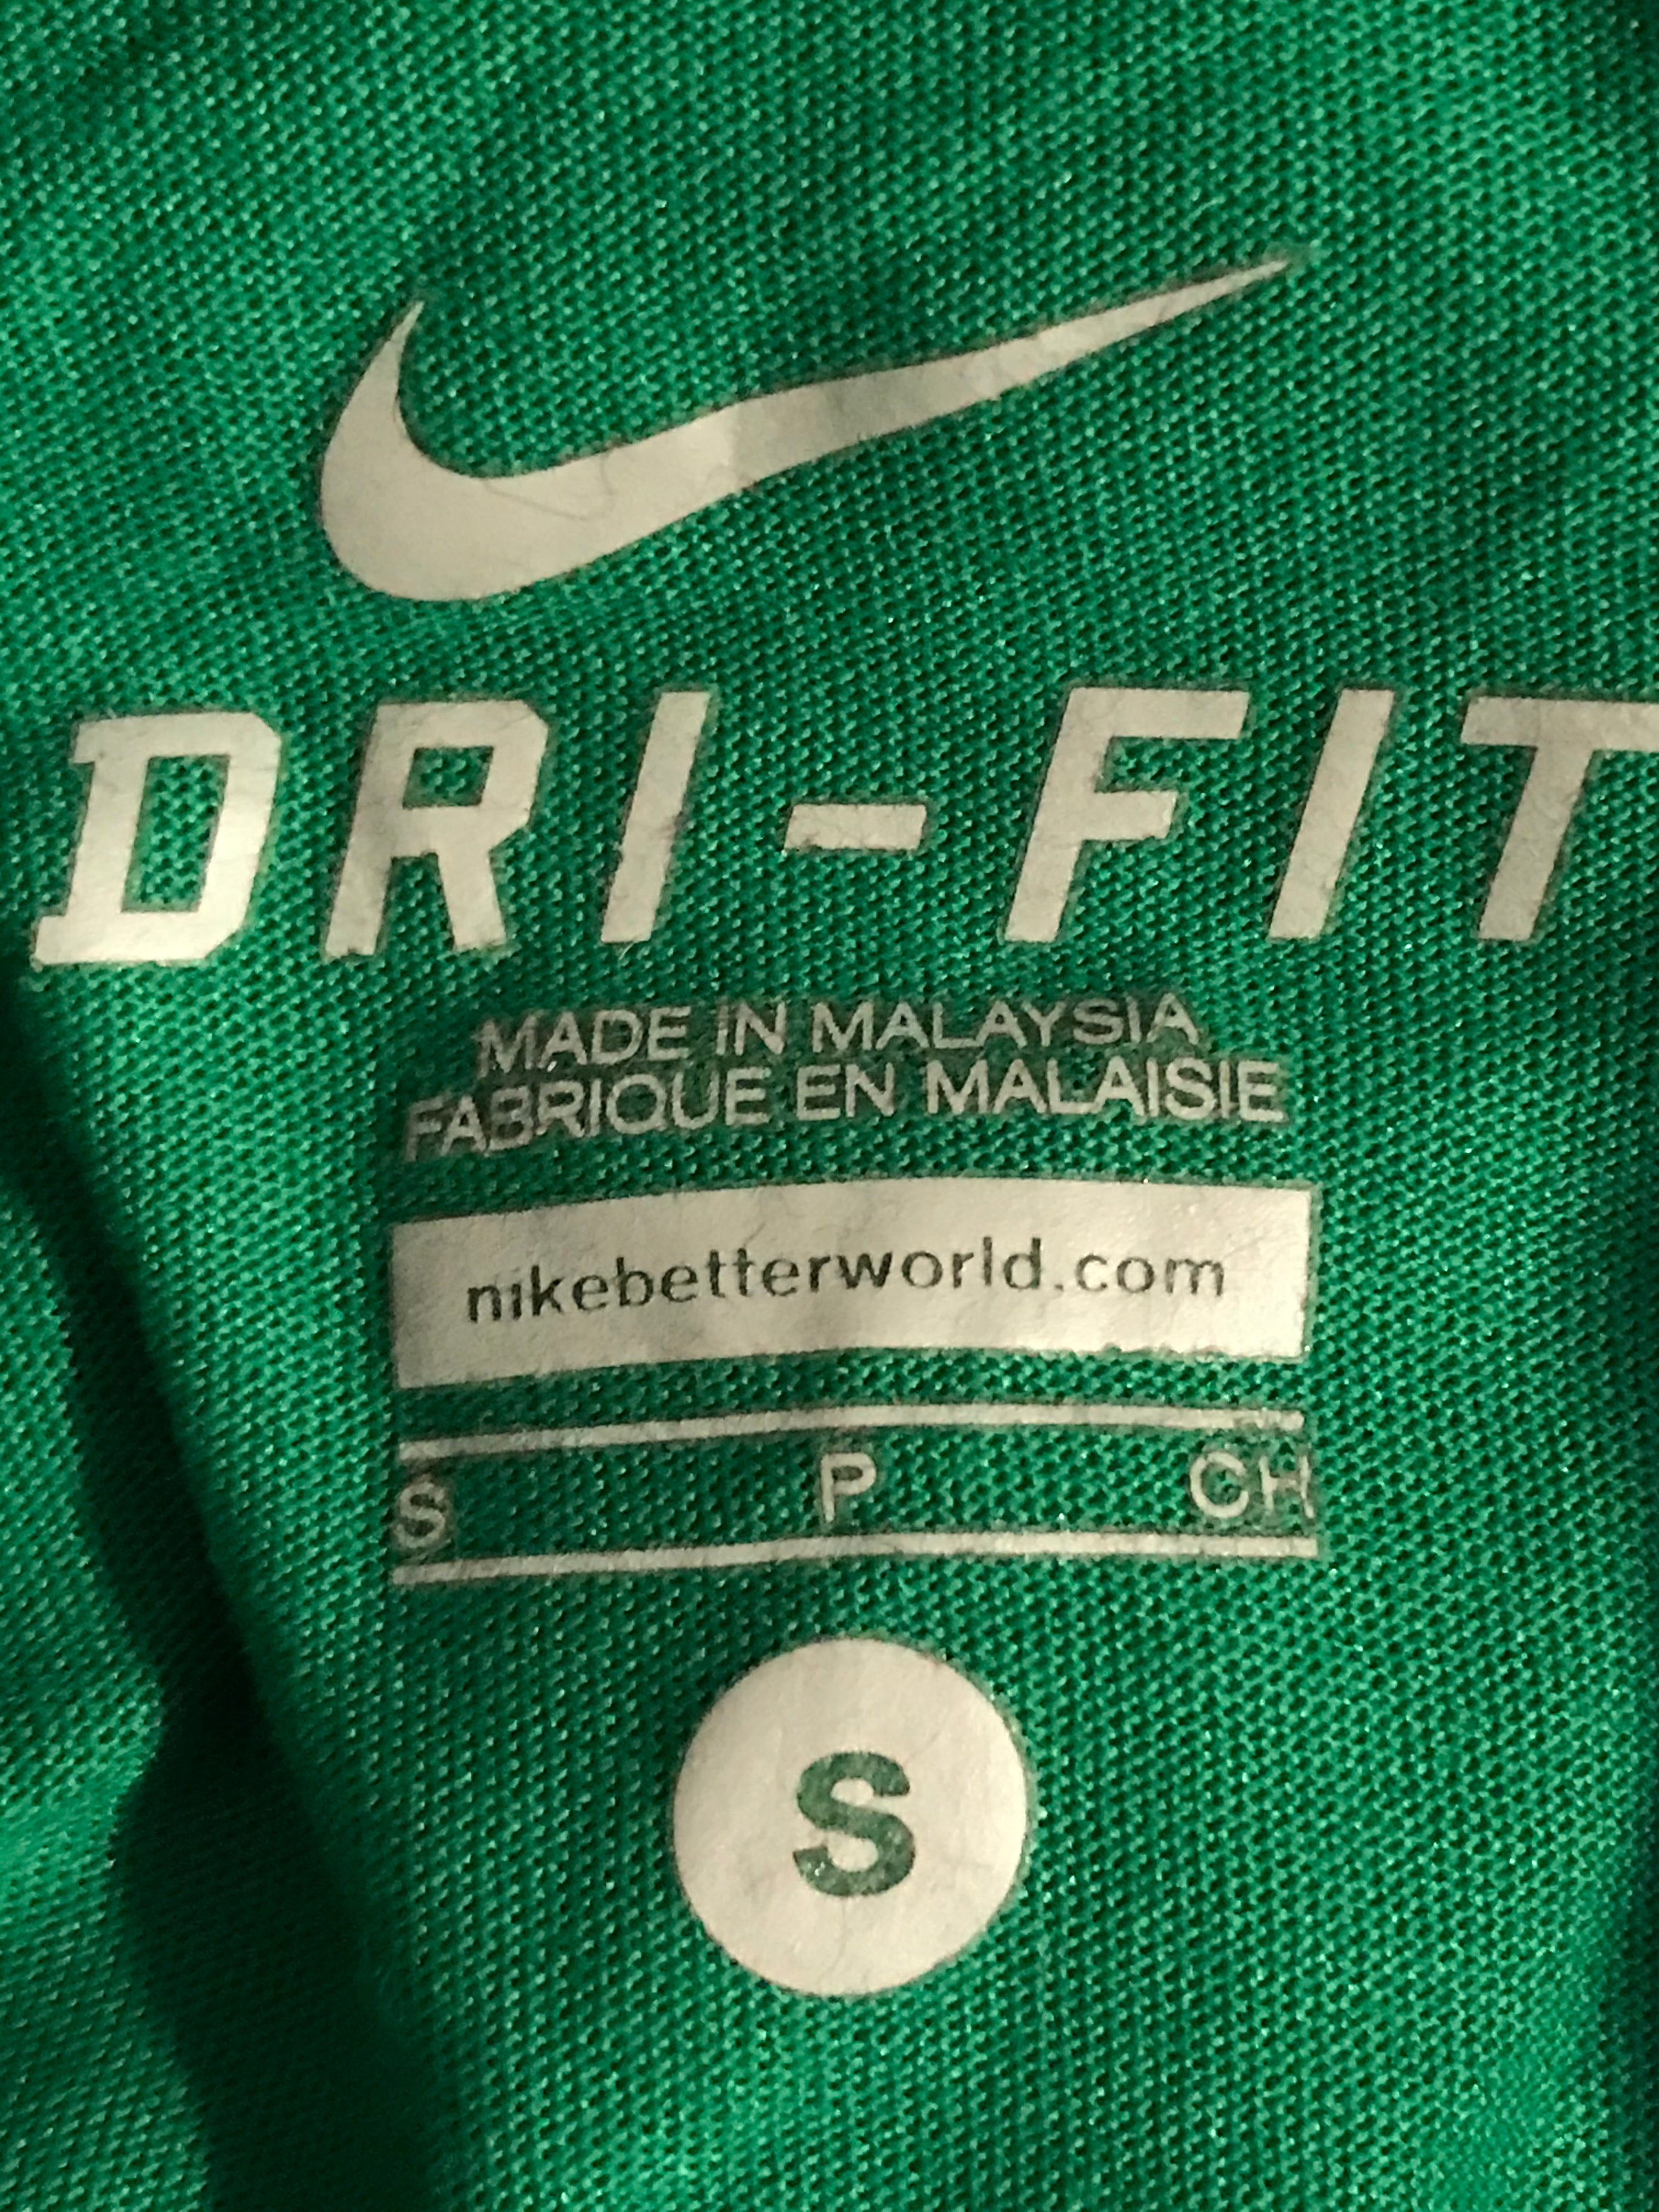 DRI-FIT
MADE IN MALAYSIA
FABRIQUE EN MALAISIE
nikebetterworld.com
S P CH
S